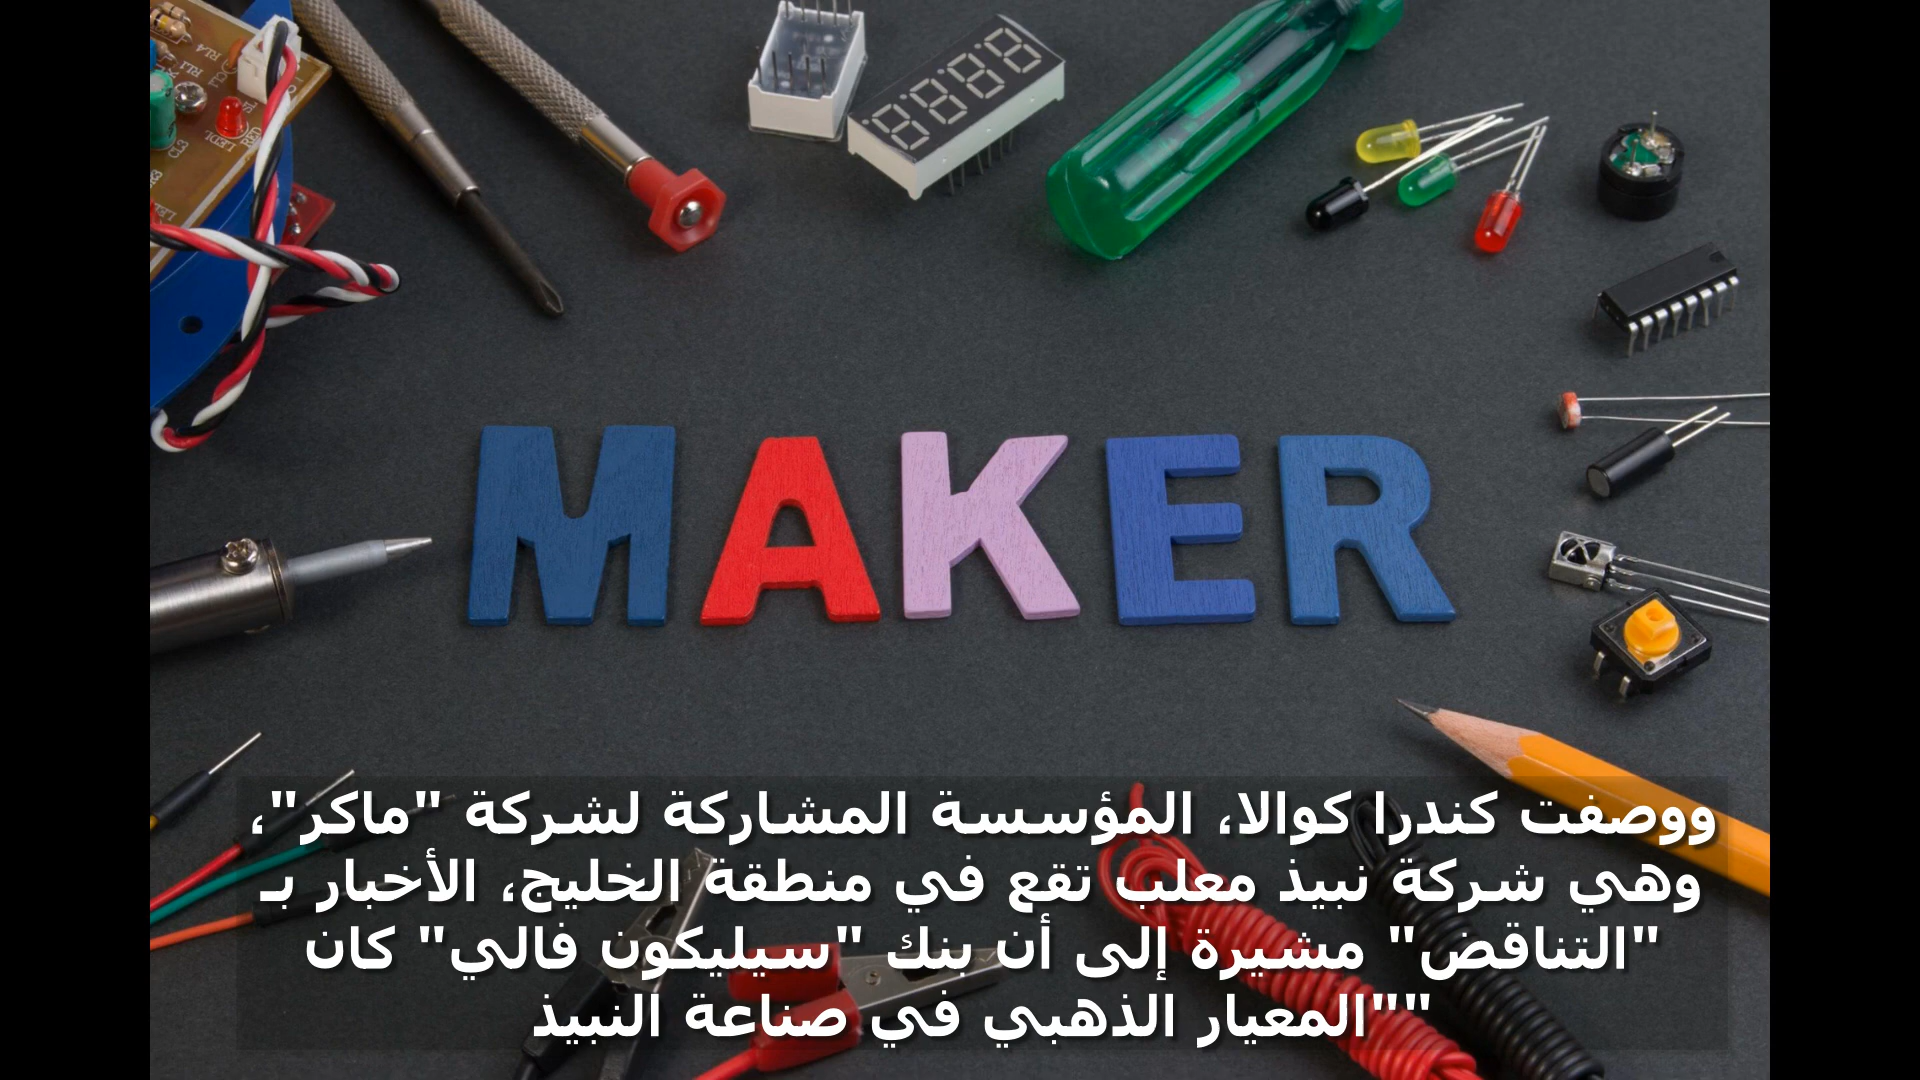 MAKER
ووصفت كندرا كوالا، المؤسسة المشاركة لشركة "ماكر"،
وهي شركة نبيذ معلب تقع في منطقة الخليج، الأخبار بـ
"التناقض" مشيرة إلى أن بنك "سيليكون فالي" كان
""المعيار الذهبي في صناعة النبيذ